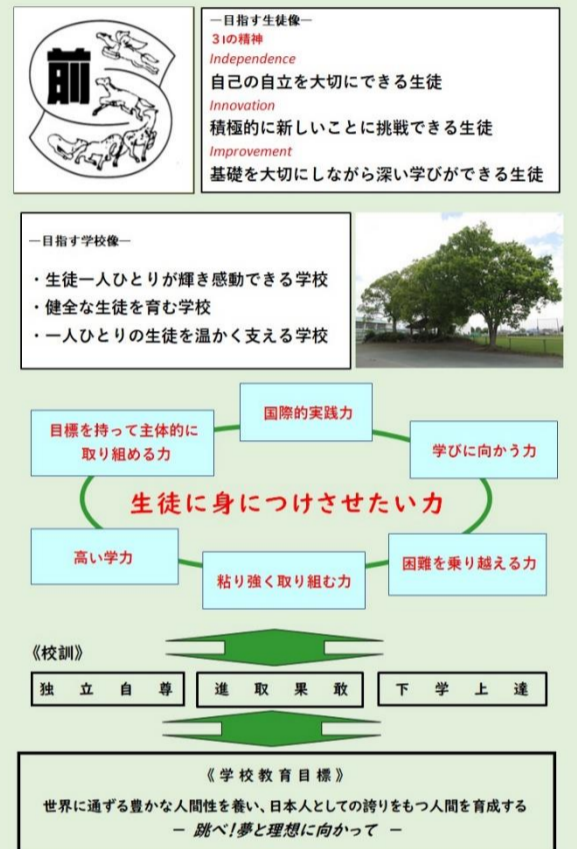 前
―目指す生徒像―
3Iの精神
Independence
自己の自立を大切にできる生徒
Innovation
積極的に新しいことに挑戦できる生徒
Improvement
基礎を大切にしながら深い学びができる生徒
―目指す学校像―
・生徒一人ひとりが輝き感動できる学校
・健全な生徒を育む学校
・一人ひとりの生徒を温かく支える学校
国際的実践力
目標を持って主体的に
取り組める力
学びに向かう力
生徒に身につけさせたい力
高い学力
粘り強く取り組む力
困難を乗り越える力
《校訓》
独立自尊
進取果敢
下学上達
《学校教育目標》
世界に通ずる豊かな人間性を養い、日本人としての誇りをもつ人間を育成する
― 跳べ!夢と理想に向かって ―